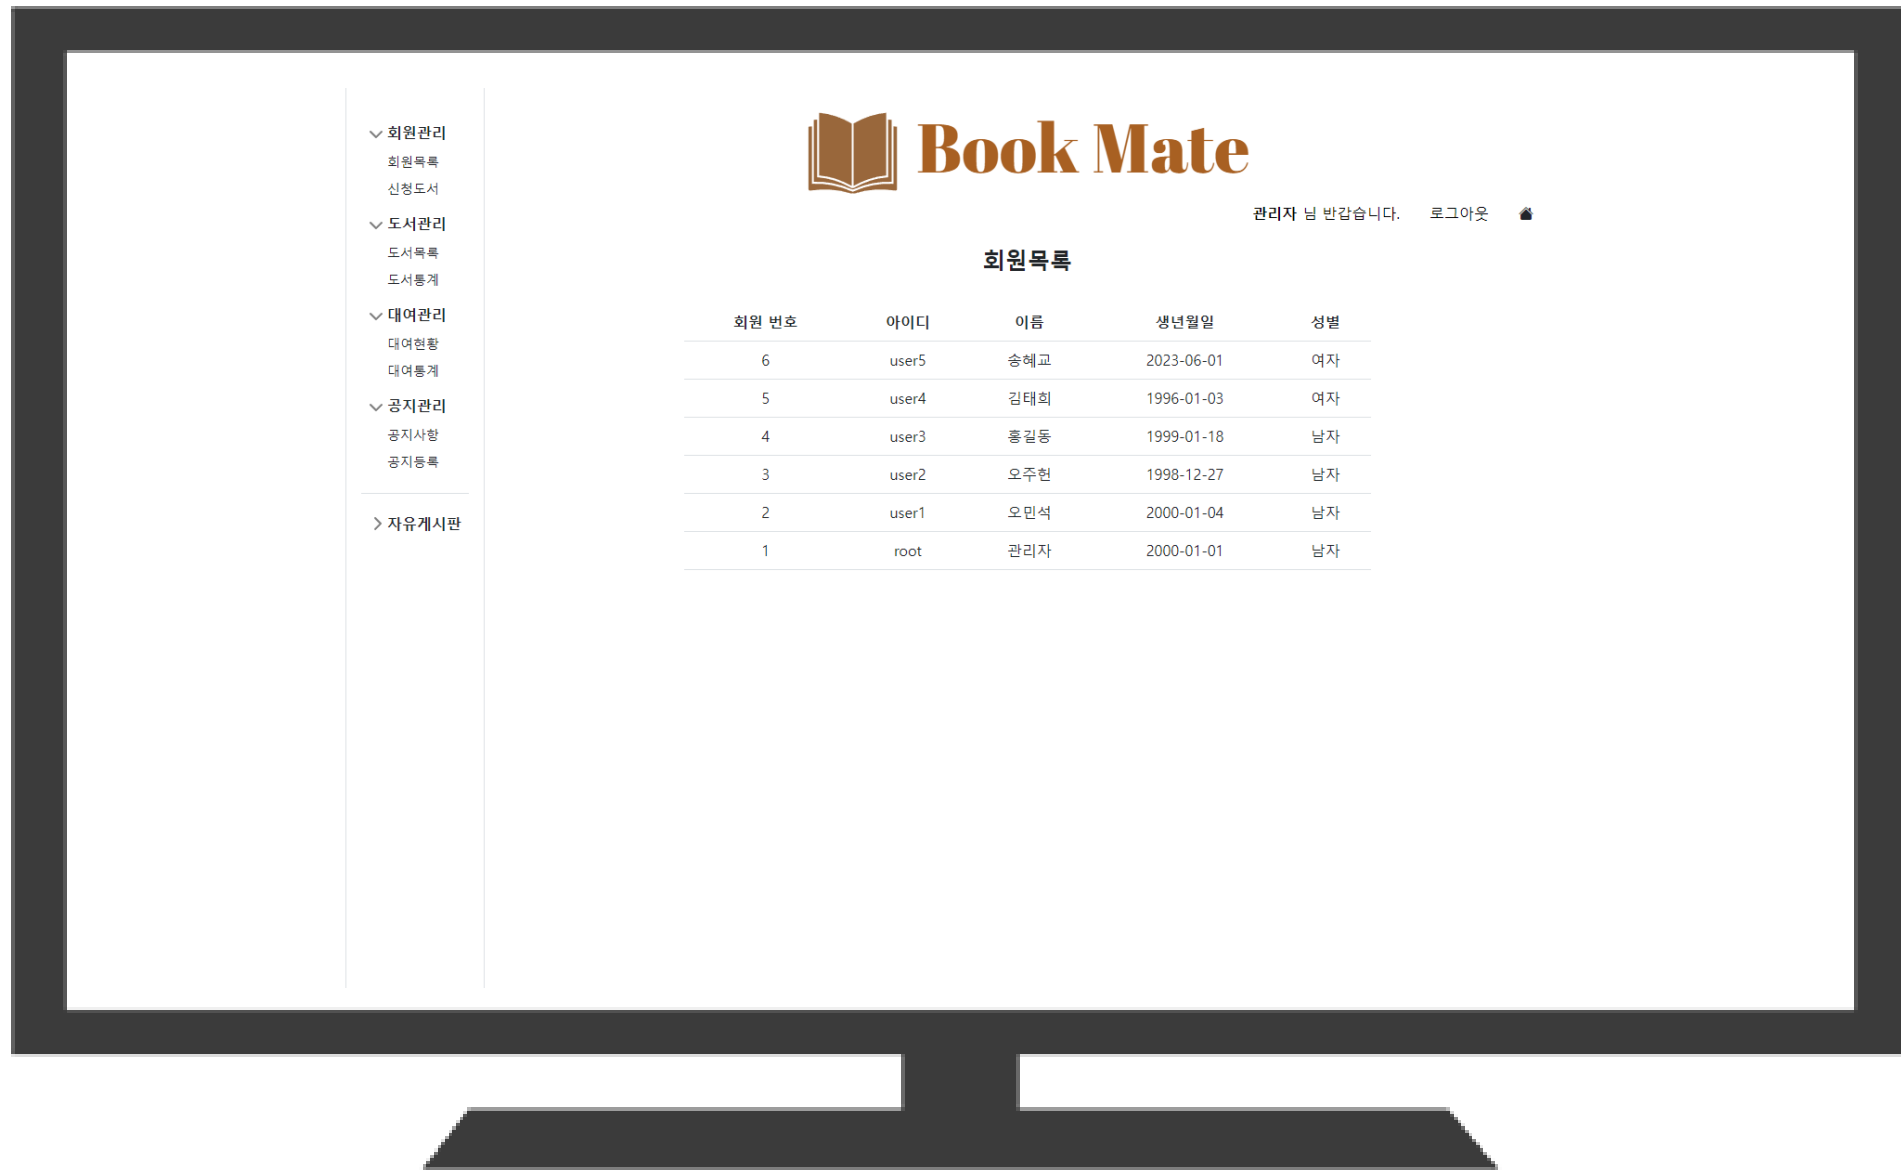 회원관리
회원목록
신청도서
도서관리
도서목록
도서통계
대여관리
대여현황
대여통계
공지관리
공지사항
공지등록
자유게시판
Book Mate
관리자 님 반갑습니다. 로그아웃
회원목록
회원 번호 아이디 이름 생년월일 성별
6 user5 송혜교 2023-06-01 여자
5 user4 김태희 1996-01-03 여자
4 user3 홍길동 1999-01-18 남자
3 user2 오주헌 1998-12-27 남자
2 user1 오민석 2000-01-04 남자
1 root 관리자 2000-01-01 남자